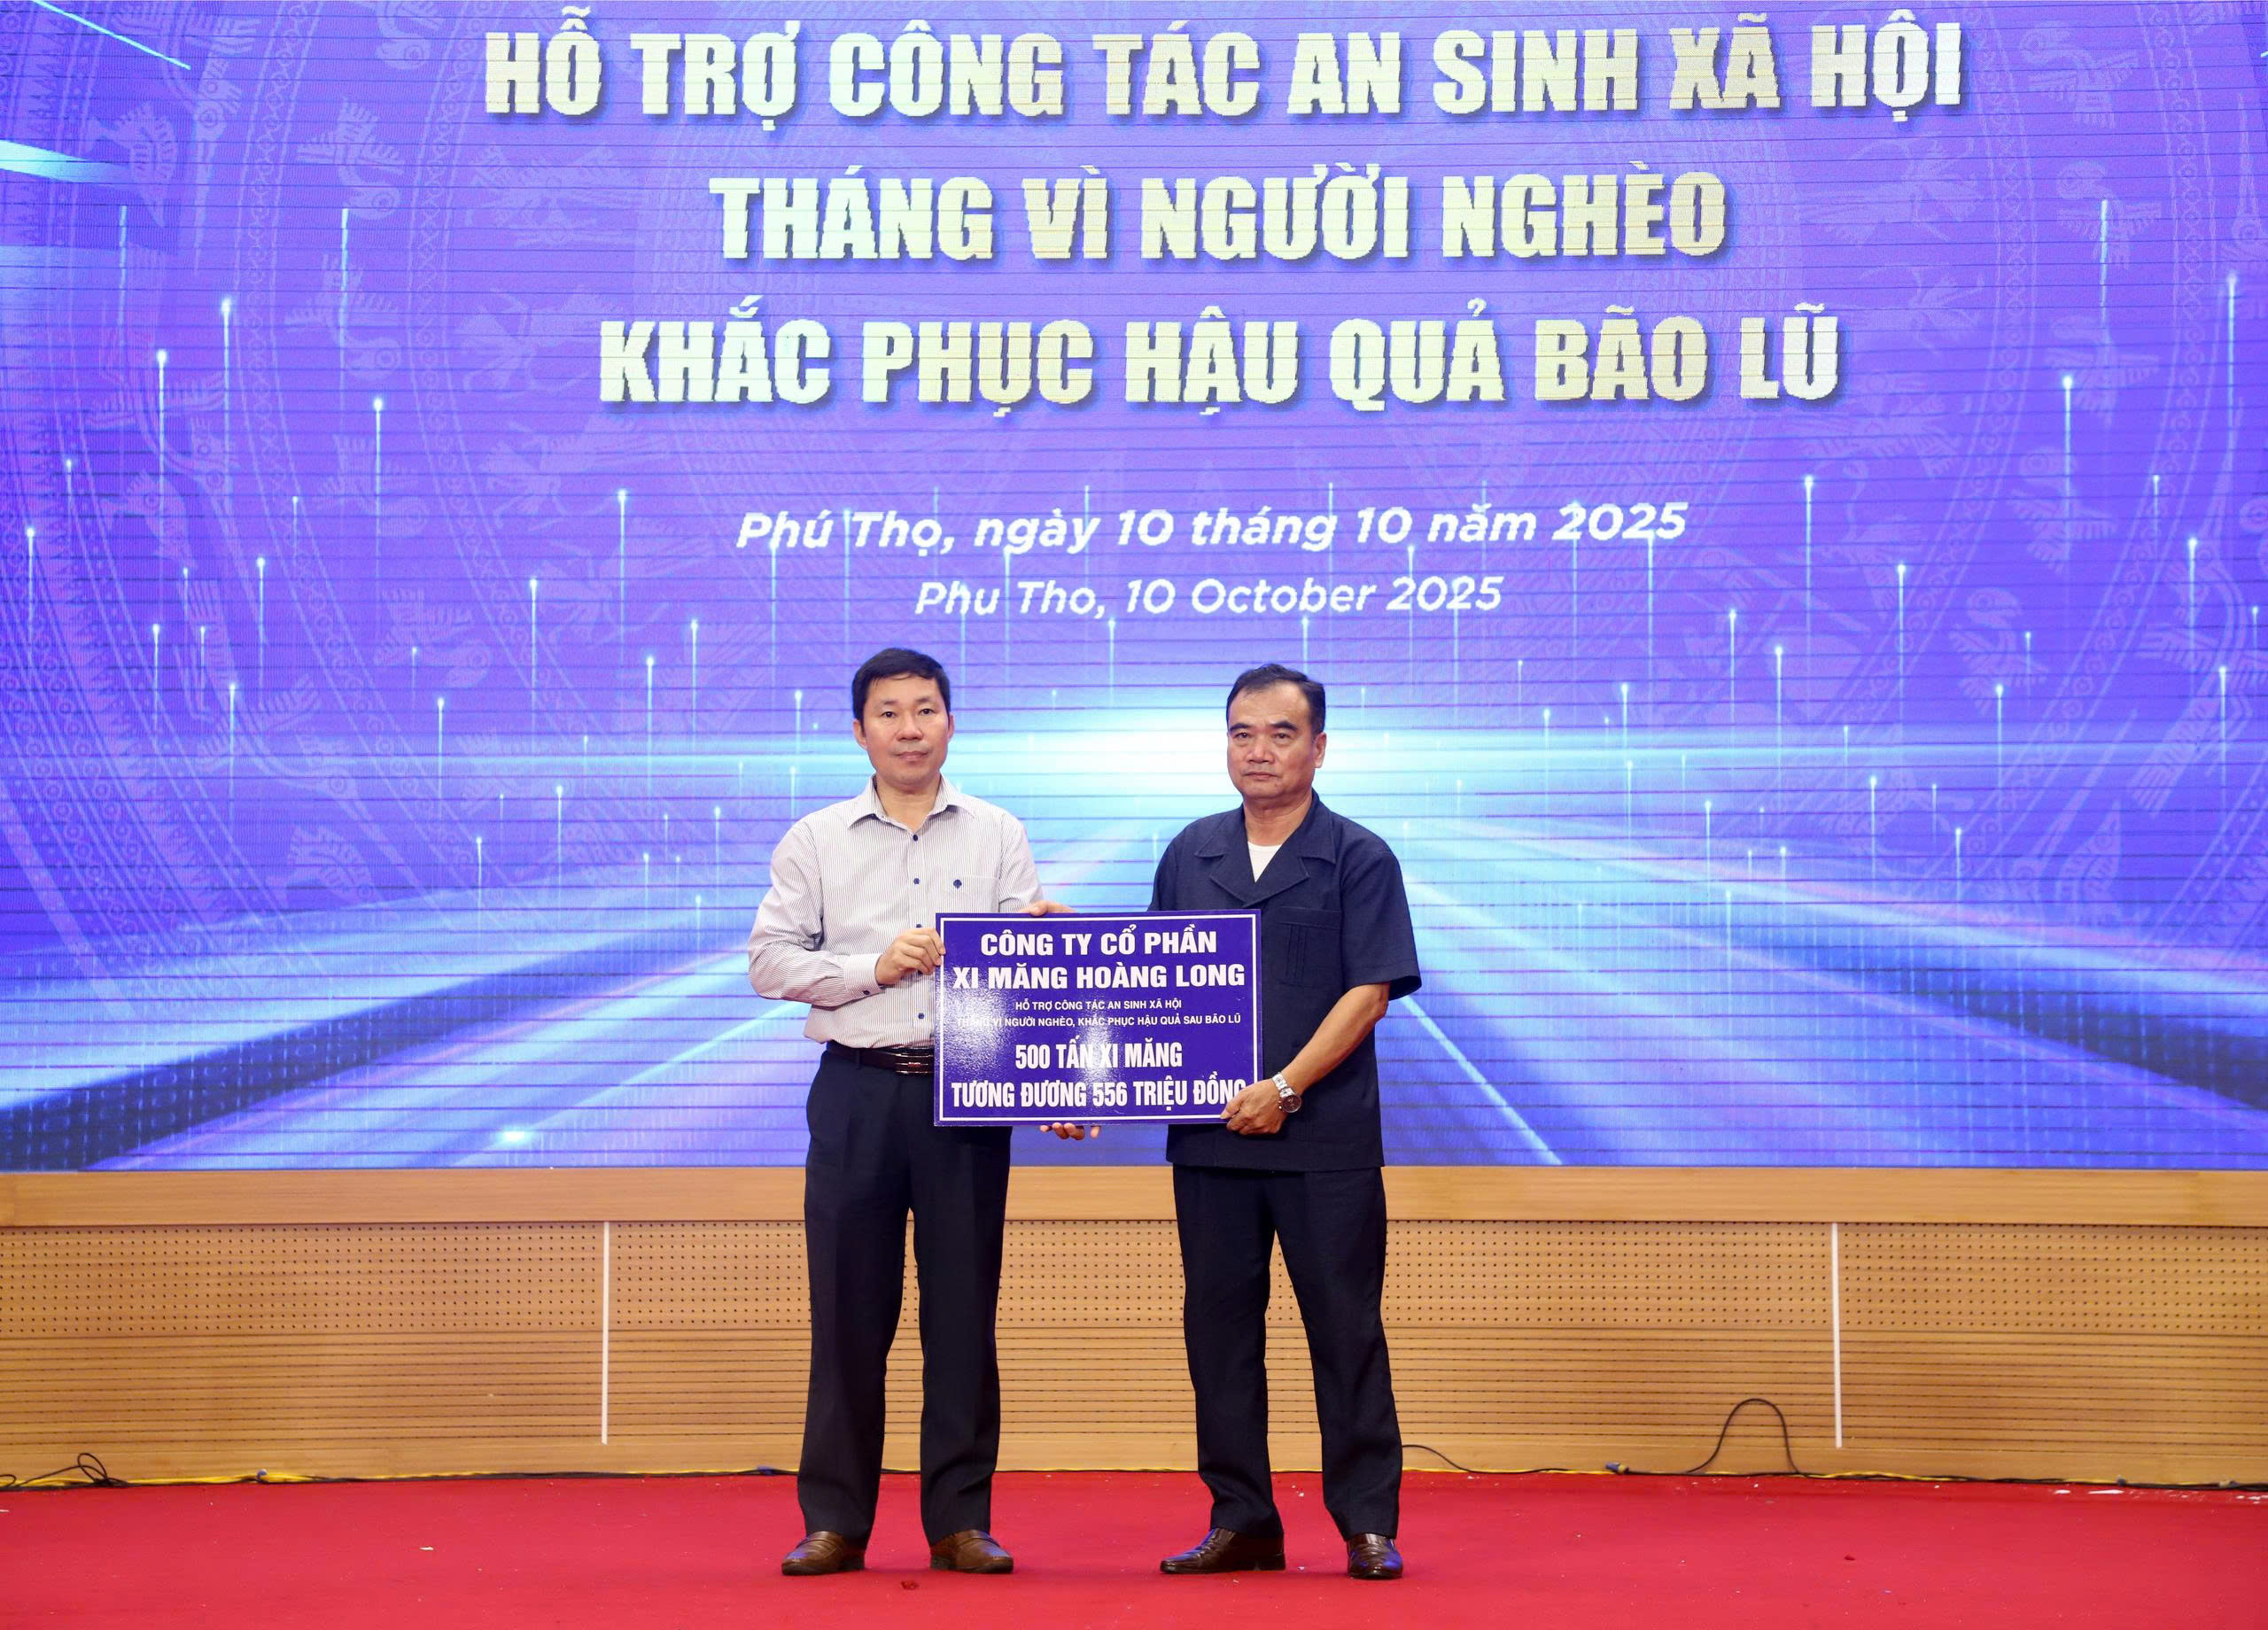 HỖ TRỢ CÔNG TÁC AN SINH XÃ HỘI
THÁNG VÌ NGƯỜI NGHÈO
KHẮC PHỤC HẬU QUẢ BÃO LŨ
Phú Thọ, ngày 10 tháng 10 năm 2025
Phu Tho, 10 October 2025
CÔNG TY CỔ PHẦN
XI MĂNG HOÀNG LONG
HỖ TRỢ CÔNG TÁC AN SINH XÃ HỘI
THÁNG VÌ NGƯỜI NGHÈO, KHẮC PHỤC HẬU QUẢ SAU BÃO LŨ
500 TẤN XI MĂNG
TƯƠNG ĐƯƠNG 556 TRIỆU ĐỒNG